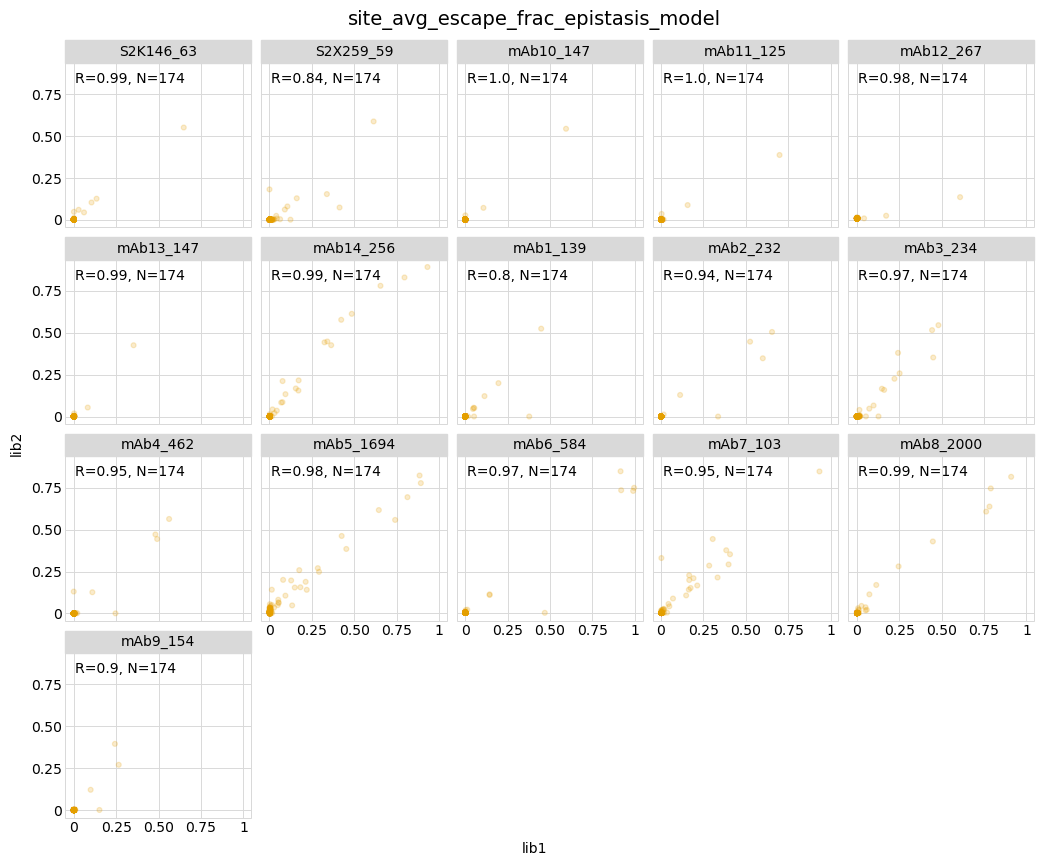 site_avg_escape_frac_epistasis_model
S2K146_63 S2X259_59 mAb10_147 mAb11_125 mAb12_267
R=0.99, N=174 R=0.84, N=174 R=1.0, N=174 R=1.0, N=174 R=0.98, N=174
0.75
0.50
0.25
0
mAb13_147 mAb14_256 mAb1_139 mAb2_232 mAb3_234
R=0.99, N=174 R=0.99, N=174 R=0.8, N=174 R=0.94, N=174 R=0.97, N=174
0.75
0.50
0.25
0
lib2
mAb4_462 mAb5_1694 mAb6_584 mAb7_103 mAb8_2000
R=0.95, N=174 R=0.98, N=174 R=0.97, N=174 R=0.95, N=174 R=0.99, N=174
0.75
0.50
0.25
0
0 0.25 0.50 0.75 1 0 0.25 0.50 0.75 1 0 0.25 0.50 0.75 1 0 0.25 0.50 0.75 1
mAb9_154
R=0.9, N=174
0.75
0.50
0.25
0
0 0.25 0.50 0.75 1
lib1